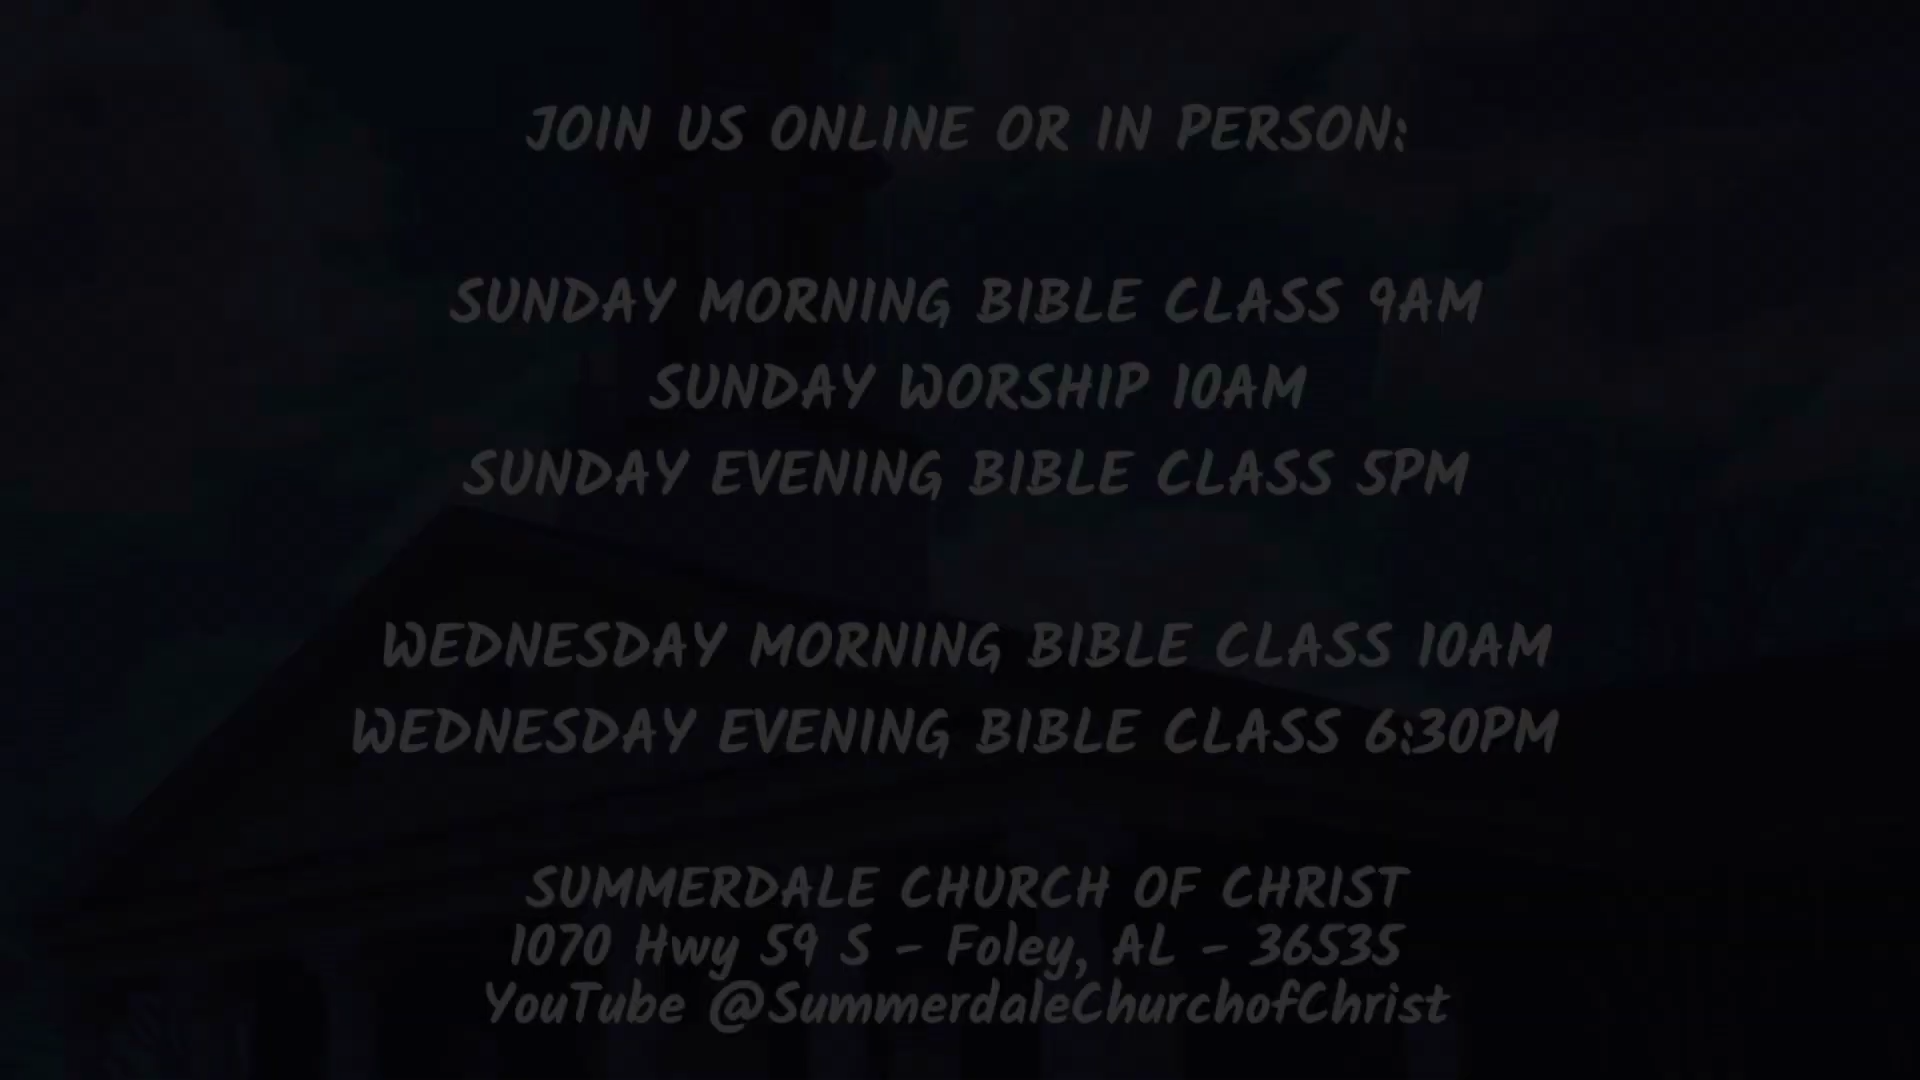 JOIN US ONLINE OR IN PERSON:
SUNDAY MORNING BIBLE CLASS 9AM
SUNDAY WORSHIP 10AM
SUNDAY EVENING BIBLE CLASS 5PM
WEDNESDAY MORNING BIBLE CLASS 10AM
WEDNESDAY EVENING BIBLE CLASS 6:30PM
SUMMERDALE CHURCH OF CHRIST
1070 Hwy 59 S - Foley, AL - 36535
YouTube @SummerdaleChurchofChrist